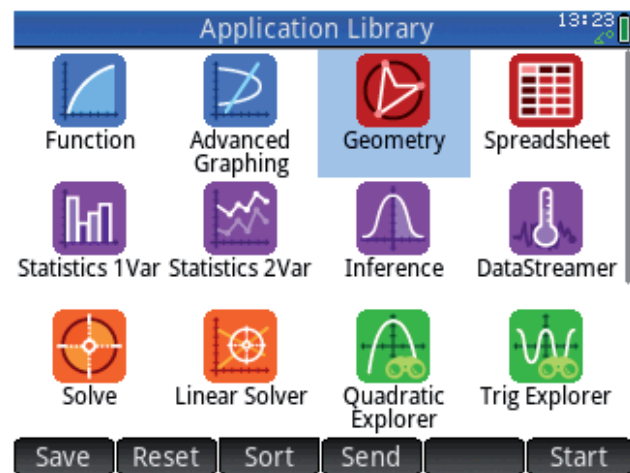 Application Library 13:23
Function Advanced Graphing Geometry Spreadsheet
Statistics 1Var Statistics 2Var Inference DataStreamer
Solve Linear Solver Quadratic Explorer Trig Explorer
Save Reset Sort Send Start